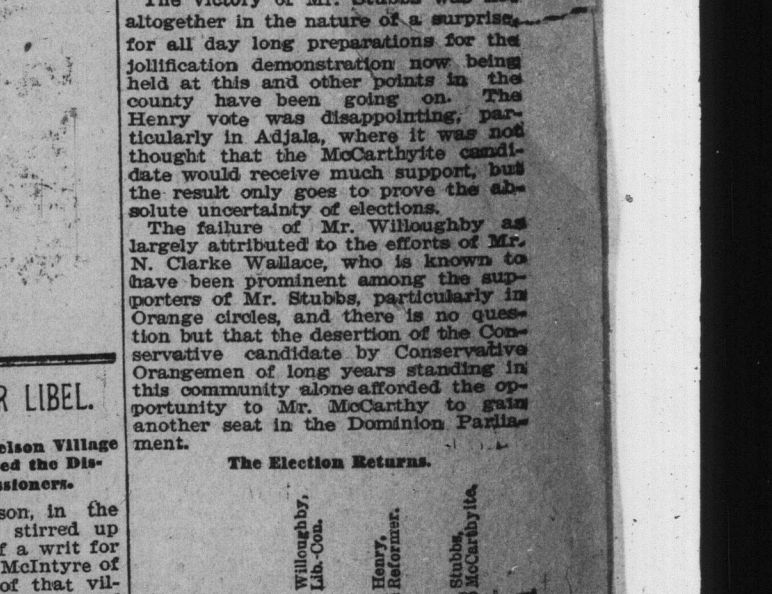 The victory of Mr. Stubbs was not
altogether in the nature of a surprise,
for all day long preparations for the
jollification demonstration now being
held at this and other points in the
county have been going on. The
Henry vote was disappointing, par-
ticularly in Adjala, where it was not
thought that the McCarthyite candi-
date would receive much support, but
the result only goes to prove the ab-
solute uncertainty of elections.
The failure of Mr. Willoughby as
largely attributed to the efforts of Mr.
N. Clarke Wallace, who is known to
have been prominent among the sup-
porters of Mr. Stubbs, particularly in
Orange circles, and there is no ques-
tion but that the desertion of the Con-
servative candidate by Conservative
Orangemen of long years standing in
this community alone afforded the op-
portunity to Mr. McCarthy to gain
another seat in the Dominion Parlia-
ment.
The Election Returns.
Willoughby,
Lib.-Con.
Henry,
Reformer.
Stubbs,
McCarthyite.
R LIBEL.
elson Village
ed the Dis-
ssioners.
son, in the
stirred up
f a writ for
McIntyre of
of that vil-